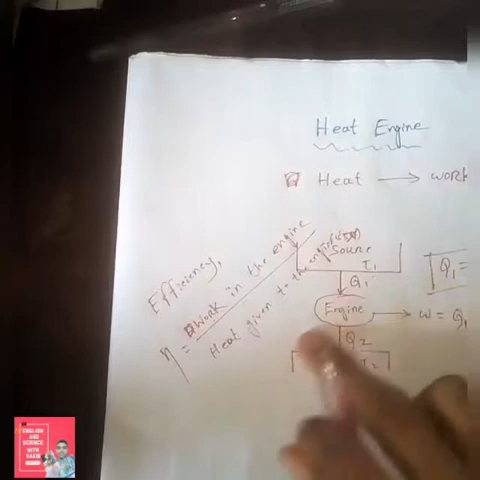 Heat Engine
Heat → work
Efficiency,
η = Work in the engine
Heat given to the engine
Source
T₁
Q₁
Q₁ =
Engine → W = Q₁
Q₂
T₂
ENGLISH
AND
SCIENCE
WITH